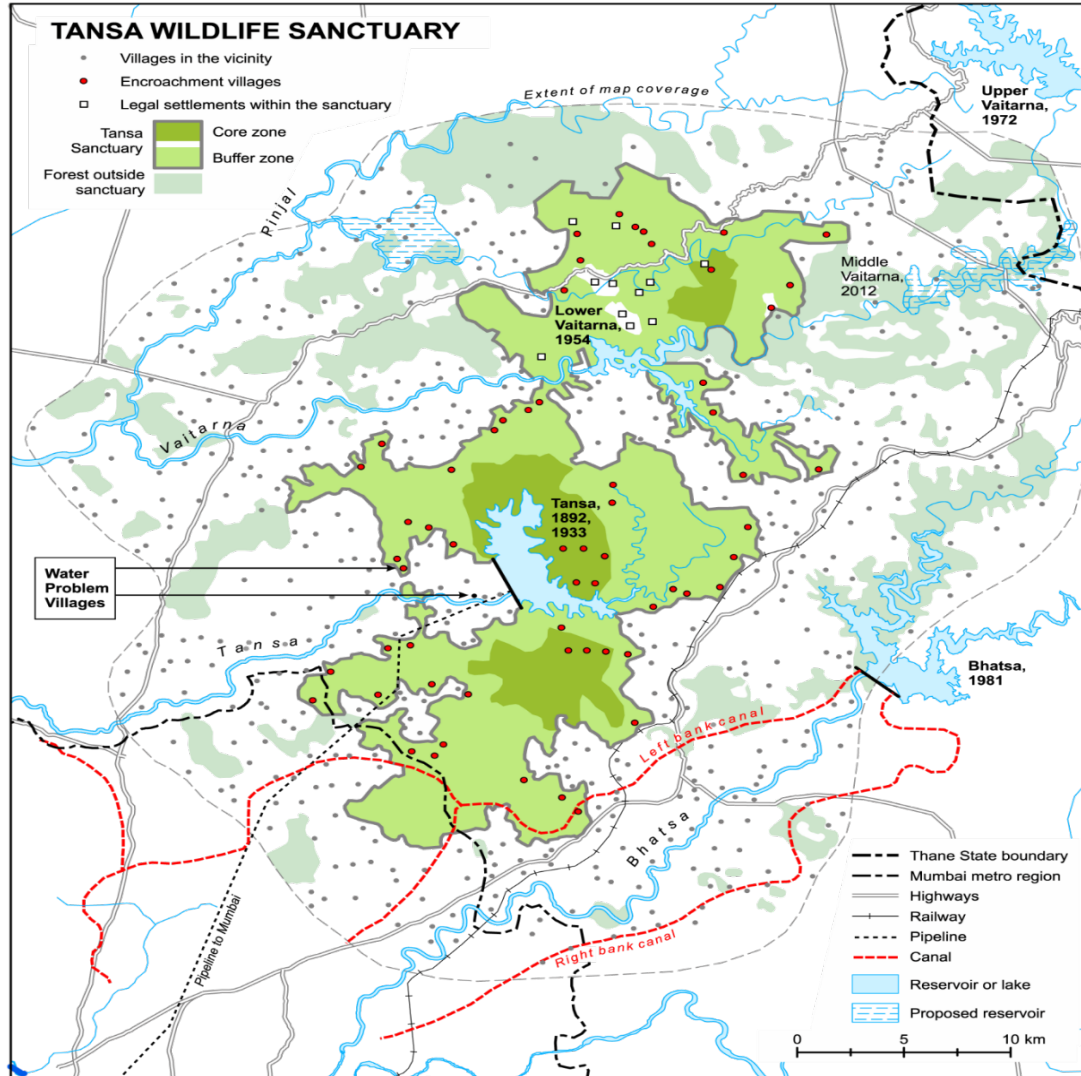 TANSA WILDLIFE SANCTUARY
Villages in the vicinity
Encroachment villages
Legal settlements within the sanctuary
Tansa
Sanctuary
Core zone
Buffer zone
Forest outside
sanctuary
Extent of map coverage
Upper
Vaitarna,
1972
Pinjal
Middle
Vaitarna,
2012
Lower
Vaitarna,
1954
Vaitarna
Tansa,
1892,
1933
Water
Problem
Villages
Tansa
Bhatsa,
1981
Left bank canal
Bhatsa
Pipeline to Mumbai
Right bank canal
Thane State boundary
Mumbai metro region
Highways
Railway
Pipeline
Canal
Reservoir or lake
Proposed reservoir
0 5 10 km